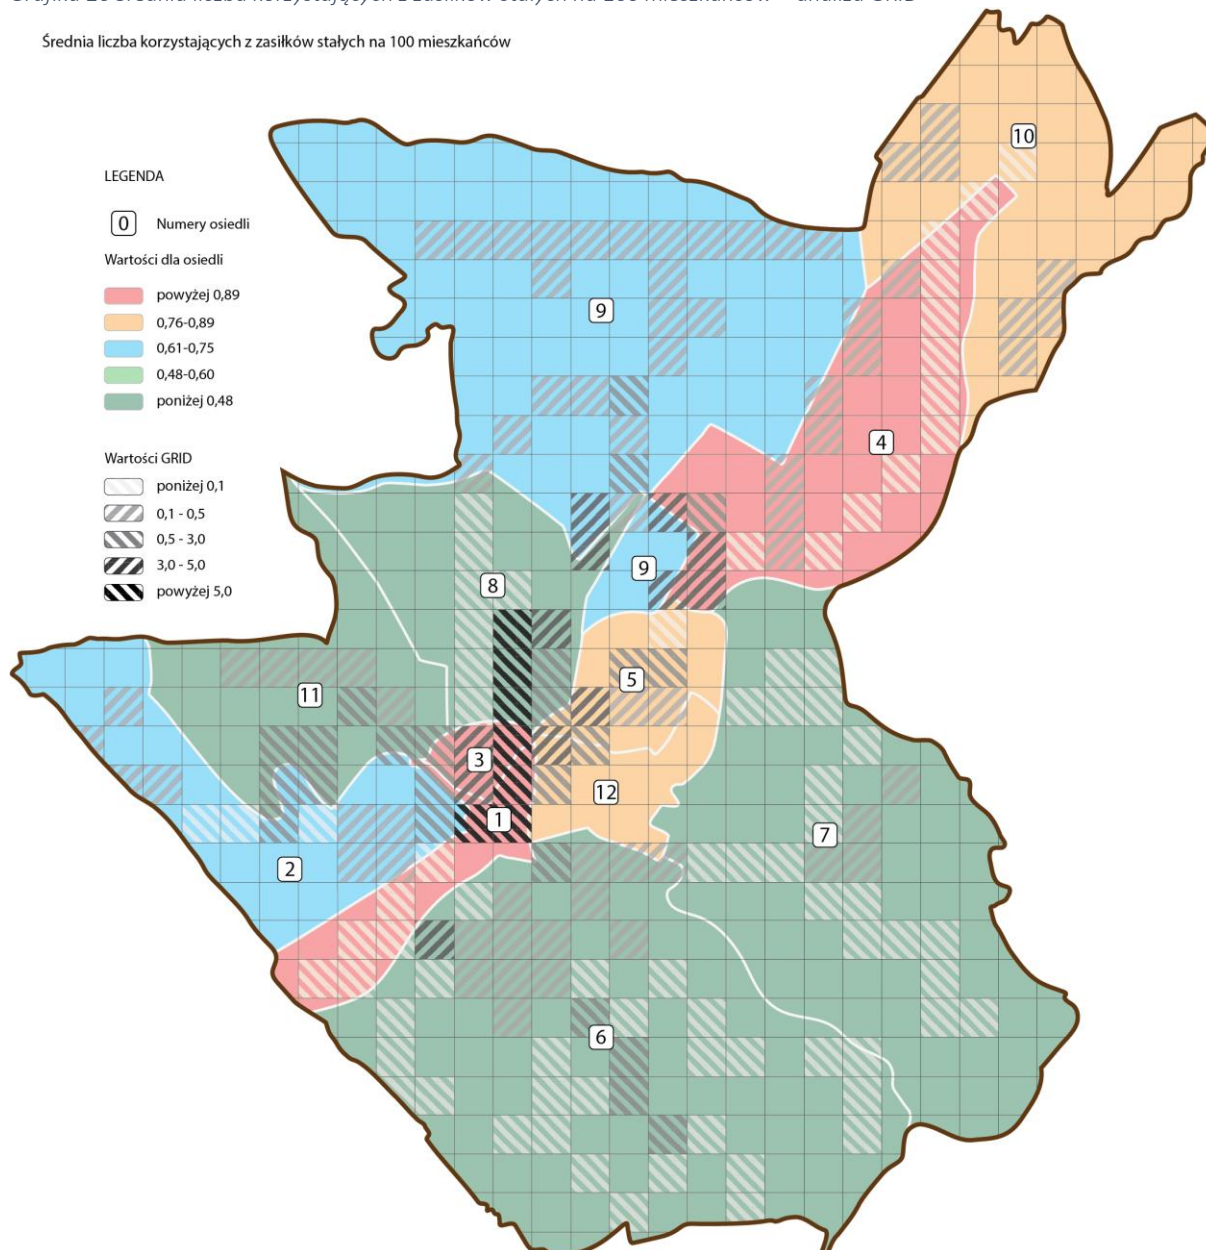 Średnia liczba korzystających z zasiłków stałych na 100 mieszkańców
LEGENDA
0 Numery osiedli
Wartości dla osiedli
powyżej 0,89
0,76-0,89
0,61-0,75
0,48-0,60
poniżej 0,48
Wartości GRID
poniżej 0,1
0,1 - 0,5
0,5 - 3,0
3,0 - 5,0
powyżej 5,0
10
9
4
9
8
5
11
3
12
1
7
2
6